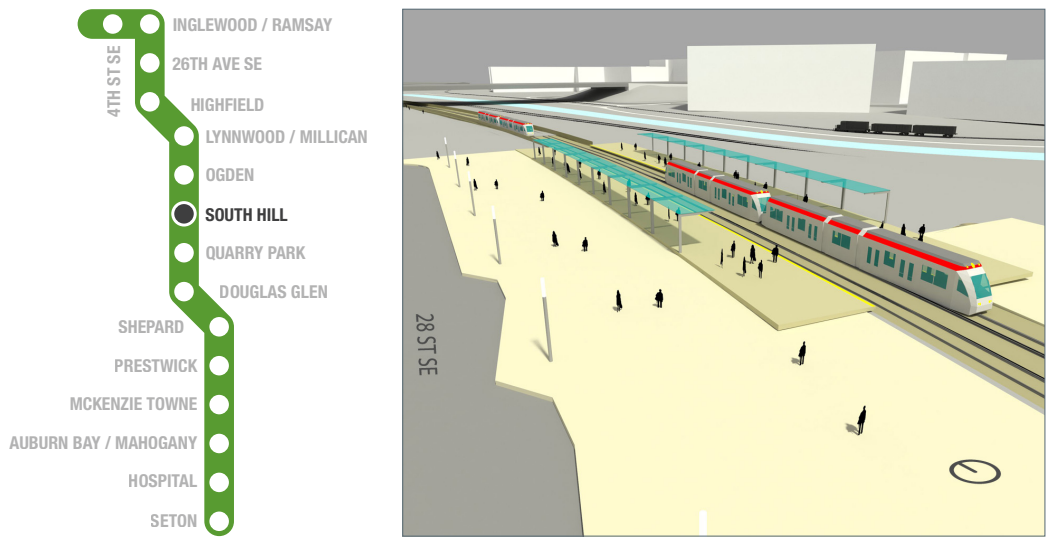 INGLEWOOD / RAMSAY
4TH ST SE
26TH AVE SE
HIGHFIELD
LYNNWOOD / MILLICAN
OGDEN
SOUTH HILL
QUARRY PARK
DOUGLAS GLEN
SHEPARD
PRESTWICK
MCKENZIE TOWNE
AUBURN BAY / MAHOGANY
HOSPITAL
SETON
28 ST SE